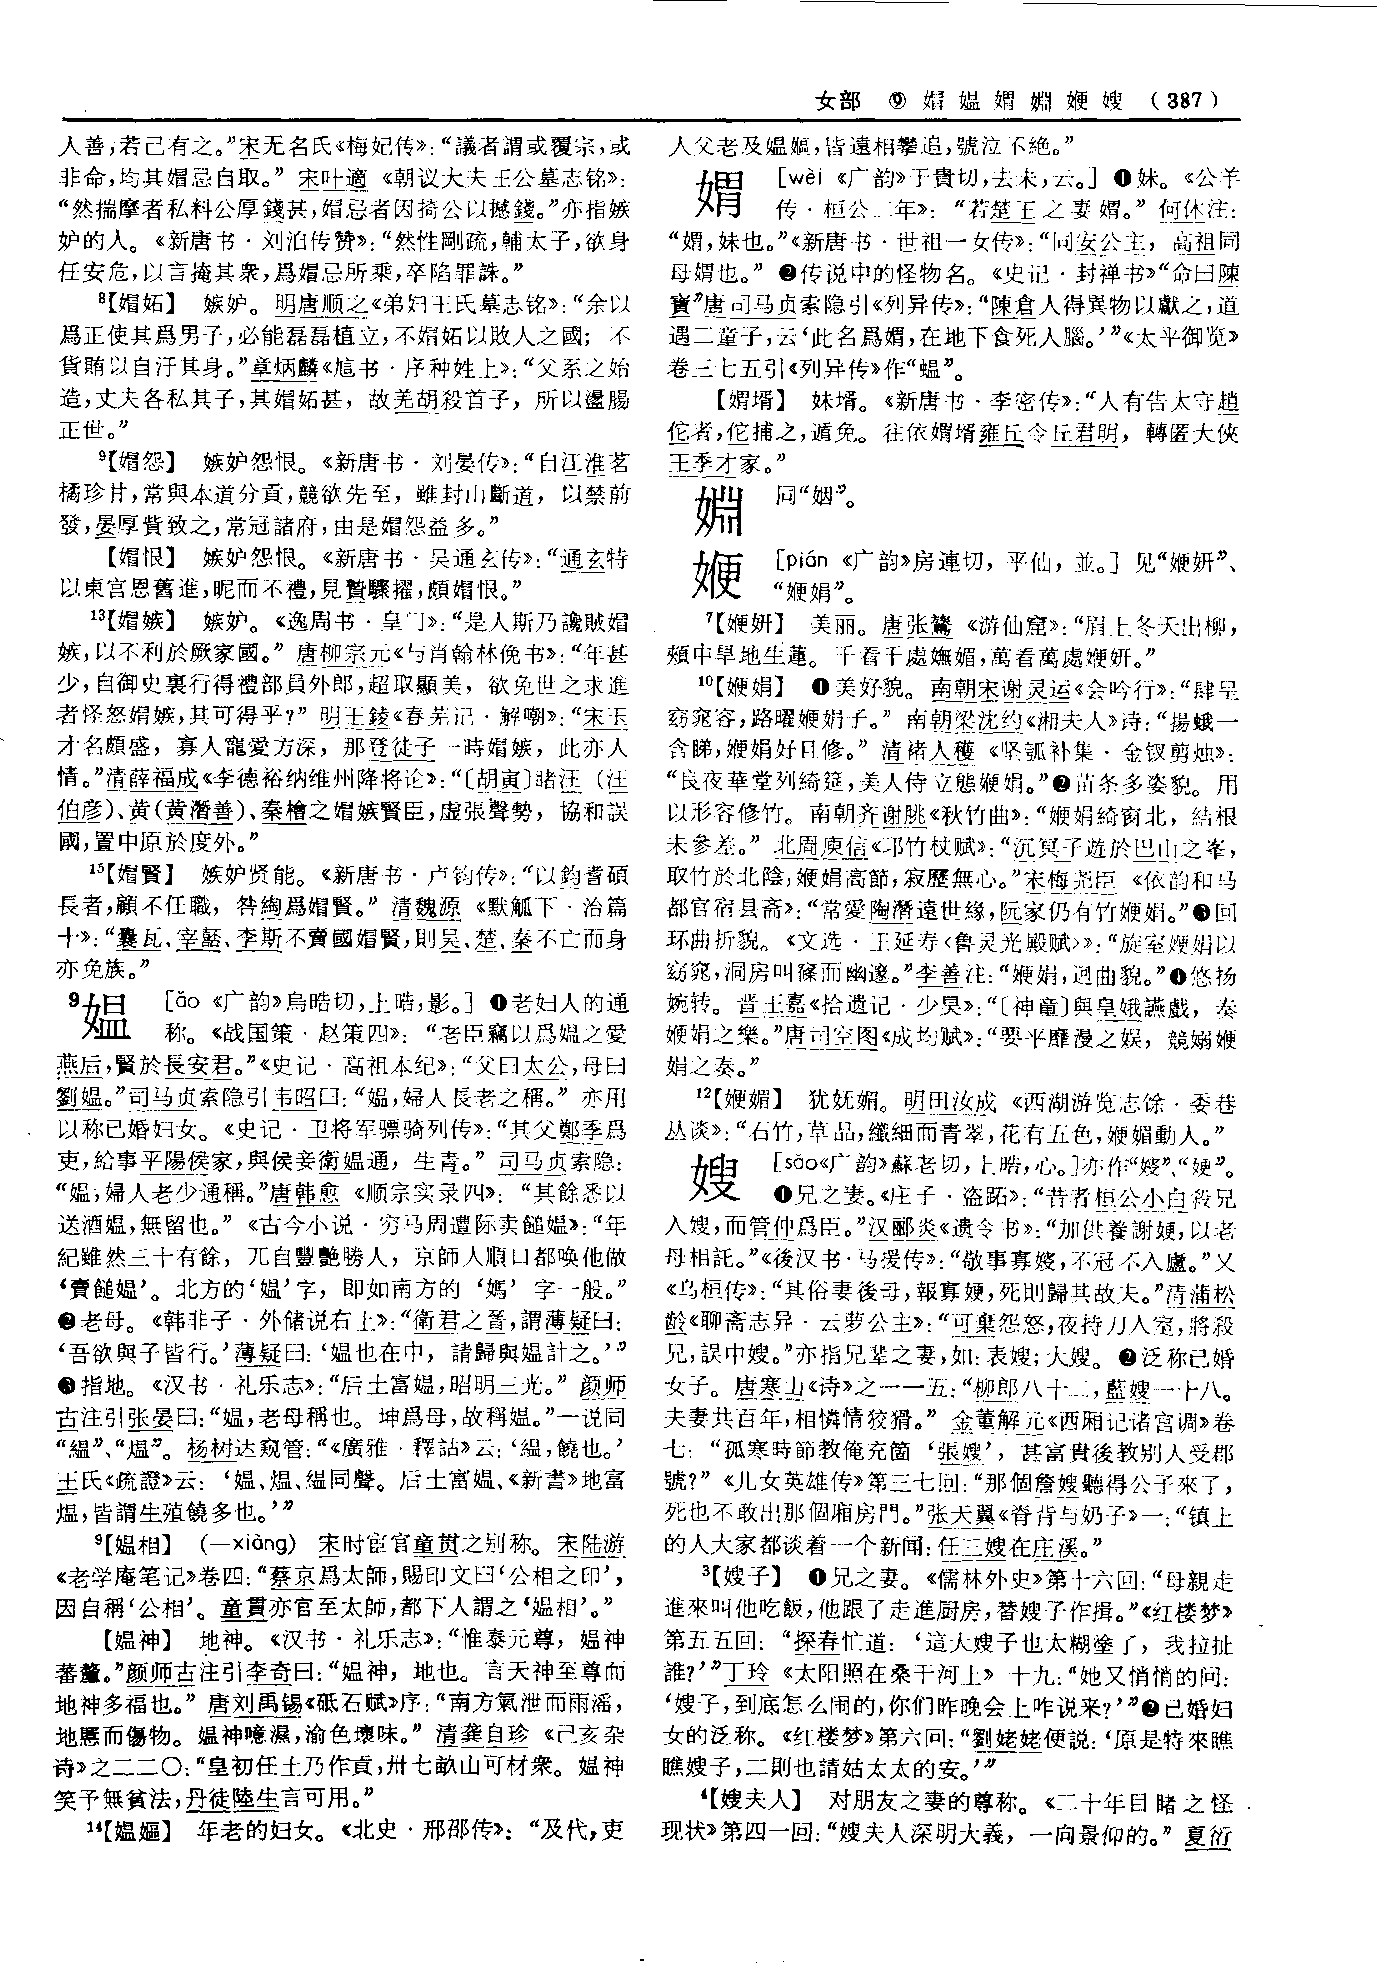 女部 ⑨ 媢 媪 媦 婣 媥 嫂 (387)
人善,若己有之。”宋无名氏《梅妃传》:“議者謂或覆宗,或
非命,均其媢忌自取。” 宋叶適《朝议大夫王公墓志铭》:
“然揣摩者私料公厚錢甚,媢忌者因掎公以撼錢。”亦指嫉
妒的人。《新唐书·刘洎传赞》:“然性剛疏,輔太子,欲身
任安危,以言掩其衆,爲媢忌所乘,卒陷罪誅。”
⁸【媢妬】 嫉妒。明唐顺之《弟妇王氏墓志铭》:“余以
爲正使其爲男子,必能磊磊植立,不媢妬以敗人之國; 不
貨賄以自汙其身。”章炳麟《訄书·序种姓上》:“父系之始
造,丈夫各私其子,其媢妬甚,故羌胡殺首子,所以盪腸
正世。”
⁹【媢怨】 嫉妒怨恨。《新唐书·刘晏传》:“自江淮茗
橘珍甘,常與本道分貢,競欲先至,雖封山斷道,以禁前
發,晏厚貲致之,常冠諸府,由是媢怨益多。”
【媢恨】 嫉妒怨恨。《新唐书·吴通玄传》:“通玄特
以東宫恩舊進,昵而不禮,見贄驟擢,頗媢恨。”
¹³【媢嫉】 嫉妒。《逸周书·皇门》:“是人斯乃讒賊媢
嫉,以不利於厥家國。” 唐柳宗元《与肖翰林俛书》:“年甚
少,自御史裏行得禮部員外郎,超取顯美,欲免世之求進
者怪怒媢嫉,其可得乎?” 明王錂《春芜记·解嘲》:“宋玉
才名頗盛,寡人寵愛方深,那登徒子一時媢嫉,此亦人
情。”清薛福成《李德裕纳维州降将论》:“〔胡寅〕睹汪(汪
伯彦)、黄(黄潛善)、秦檜之媢嫉賢臣,虚張聲勢,協和誤
國,置中原於度外。”
¹⁵【媢賢】 嫉妒贤能。《新唐书·卢钧传》:“以鈞耆碩
長者,顧不任職,咎綯爲媢賢。” 清魏源《默觚下·治篇
十》:“囊瓦、宰嚭、李斯不賣國媢賢,則吴、楚、秦不亡而身
亦免族。”
⁹媪 [ǎo 《广韵》烏晧切,上晧,影。] ❶老妇人的通
称。《战国策·赵策四》:“老臣竊以爲媪之愛
燕后,賢於長安君。”《史记·高祖本纪》:“父曰太公,母曰
劉媪。”司马贞索隐引韦昭曰:“媪,婦人長老之稱。” 亦用
以称已婚妇女。《史记·卫将军骠骑列传》:“其父鄭季爲
吏,給事平陽侯家,與侯妾衛媪通,生青。” 司马贞索隐:
“媪,婦人老少通稱。”唐韩愈《顺宗实录四》:“其餘悉以
送酒媪,無留也。”《古今小说·穷马周遭际卖䭔媪》:“年
紀雖然三十有餘,兀自豐艷勝人,京師人順口都唤他做
‘賣䭔媪’。北方的‘媪’字,即如南方的‘媽’字一般。”
❷老母。《韩非子·外储说右上》:“衛君之晉,謂薄疑曰:
‘吾欲與子皆行。’薄疑曰:‘媪也在中,請歸與媪計之。’”
❸指地。《汉书·礼乐志》:“后土富媪,昭明三光。” 颜师
古注引张晏曰:“媪,老母稱也。坤爲母,故稱媪。”一说同
“緼”、“煴”。杨树达窥管:“《廣雅·釋詁》云:‘緼,饒也。’
王氏《疏證》云:‘媪、煴、緼同聲。后土富媪、《新書》地富
煴,皆謂生殖饒多也。’”
⁹【媪相】 (—xiàng) 宋时宦官童贯之别称。宋陆游
《老学庵笔记》卷四:“蔡京爲太師,賜印文曰‘公相之印’,
因自稱‘公相’。童貫亦官至太師,都下人謂之‘媪相’。”
【媪神】 地神。《汉书·礼乐志》:“惟泰元尊,媪神
蕃釐。”颜师古注引李奇曰:“媪神,地也。言天神至尊而
地神多福也。” 唐刘禹锡《砥石赋》序:“南方氣泄而雨淫,
地慝而傷物。媪神噫濕,渝色壞味。” 清龚自珍《己亥杂
诗》之二二〇:“皇初任土乃作貢,卅七畝山可材衆。媪神
笑予無貧法,丹徒陸生言可用。”
¹⁴【媪嫗】 年老的妇女。《北史·邢邵传》:“及代,吏
人父老及媪嫗,皆遠相攀追,號泣不絶。”
媦 [wèi 《广韵》于貴切,去未,云。] ❶妹。《公羊
传·桓公二年》:“若楚王之妻媦。” 何休注:
“媦,妹也。”《新唐书·世祖一女传》:“同安公主,高祖同
母媦也。” ❷传说中的怪物名。《史记·封禅书》“命曰陳
寶”唐司马贞索隐引《列异传》:“陳倉人得異物以獻之,道
遇二童子,云‘此名爲媦,在地下食死人腦。’”《太平御览》
卷三七五引《列异传》作“媪”。
【媦壻】 妹壻。《新唐书·李密传》:“人有告太守趙
佗者,佗捕之,遁免。往依媦壻雍丘令丘君明,轉匿大俠
王季才家。”
婣 同“姻”。
媥 [pián 《广韵》房連切,平仙,並。] 见“媥妍”、
“媥娟”。
⁷【媥妍】 美丽。唐张鷟《游仙窟》:“眉上冬天出柳,
頰中旱地生蓮。千看千處嫵媚,萬看萬處媥妍。”
¹⁰【媥娟】 ❶美好貌。南朝宋谢灵运《会吟行》:“肆呈
窈窕容,路曜媥娟子。” 南朝梁沈约《湘夫人》诗:“揚蛾一
含睇,媥娟好且修。” 清褚人穫《坚瓠补集·金钗剪烛》:
“良夜華堂列綺筵,美人侍立態媥娟。”❷苗条多姿貌。用
以形容修竹。南朝齐谢朓《秋竹曲》:“媥娟綺窗北,結根
未參差。” 北周庾信《邛竹杖赋》:“沉冥子遊於巴山之岑,
取竹於北陰,媥娟高節,寂歷無心。”宋梅尧臣《依韵和马
都官宿县斋》:“常愛陶潛遠世緣,阮家仍有竹媥娟。”❸回
环曲折貌。《文选·王延寿〈鲁灵光殿赋〉》:“旋室媥娟以
窈窕,洞房叫窱而幽邃。”李善注:“媥娟,迴曲貌。”❹悠扬
婉转。晋王嘉《拾遗记·少昊》:“〔神童〕與皇娥讌戲,奏
媥娟之樂。”唐司空图《成均赋》:“要平靡漫之娱,競嫋媥
娟之奏。”
¹²【媥媚】 犹妩媚。明田汝成《西湖游览志馀·委巷
丛谈》:“石竹,草品,纖細而青翠,花有五色,媥媚動人。”
嫂 [sǎo《广韵》蘇老切,上晧,心。]亦作“㛮”、“㛐”。
❶兄之妻。《庄子·盗跖》:“昔者桓公小白殺兄
入嫂,而管仲爲臣。”汉郦炎《遗令书》:“加供養謝㛐,以老
母相託。”《後汉书·马援传》:“敬事寡嫂,不冠不入廬。”又
《乌桓传》:“其俗妻後母,報寡㛐,死則歸其故夫。”清蒲松
龄《聊斋志异·云萝公主》:“可棄怨怒,夜持刀入室,將殺
兄,誤中嫂。”亦指兄辈之妻,如:表嫂;大嫂。❷泛称已婚
女子。唐寒山《诗》之一一五:“柳郎八十二,藍嫂一十八。
夫妻共百年,相憐情狡猾。” 金董解元《西厢记诸宫调》卷
七:“孤寒時節教俺充箇‘張嫂’,甚富貴後教别人受郡
號?”《儿女英雄传》第三七回:“那個詹嫂聽得公子來了,
死也不敢出那個廂房門。”张天翼《脊背与奶子》一:“镇上
的人大家都谈着一个新闻:任三嫂在庄溪。”
³【嫂子】 ❶兄之妻。《儒林外史》第十六回:“母親走
進來叫他吃飯,他跟了走進厨房,替嫂子作揖。”《红楼梦》
第五五回:“探春忙道:‘這大嫂子也太糊塗了,我拉扯
誰?’”丁玲《太阳照在桑干河上》十九:“她又悄悄的问:
‘嫂子,到底怎么闹的,你们昨晚会上咋说来?’”❷已婚妇
女的泛称。《红楼梦》第六回:“劉姥姥便説:‘原是特來瞧
瞧嫂子,二則也請姑太太的安。’”
⁴【嫂夫人】 对朋友之妻的尊称。《二十年目睹之怪
现状》第四一回:“嫂夫人深明大義,一向景仰的。” 夏衍